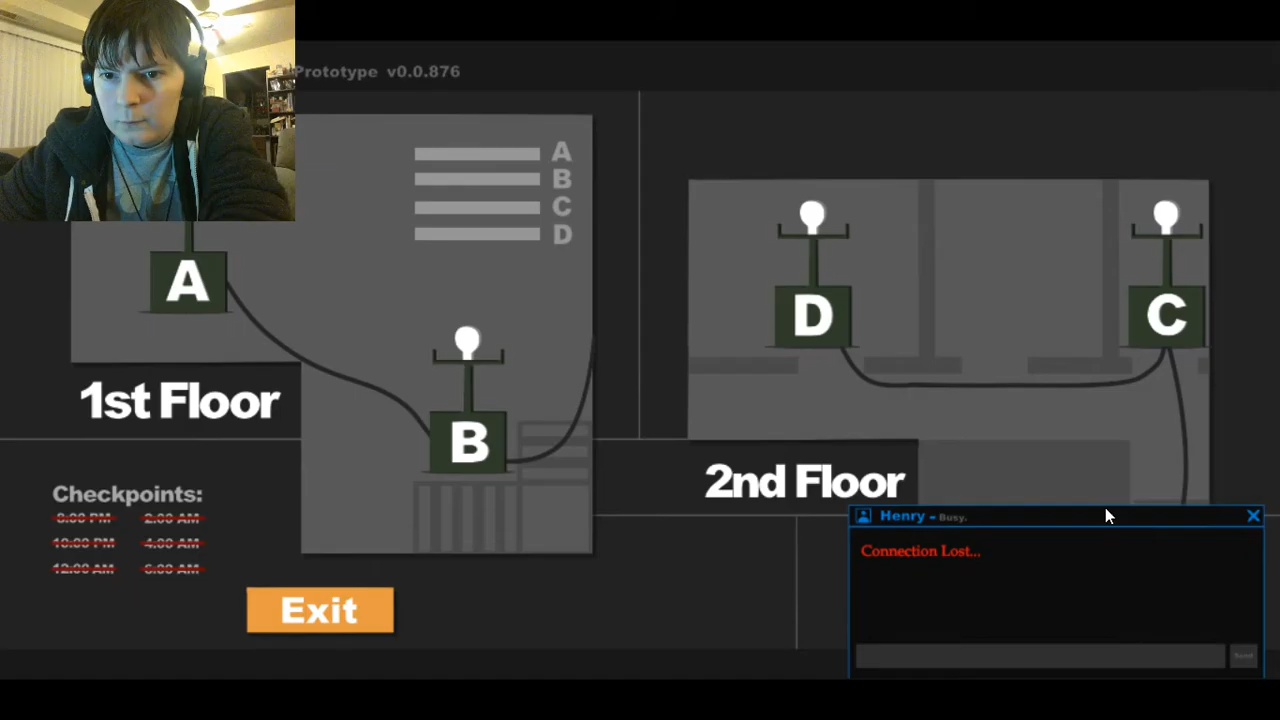 Prototype v0.0.876
A
B
C
D
A
B
D
C
1st Floor
2nd Floor
Checkpoints:
8:00 PM 2:00 AM
10:00 PM 4:00 AM
12:00 AM 6:00 AM
Exit
Henry - Busy.
Connection Lost...
Send